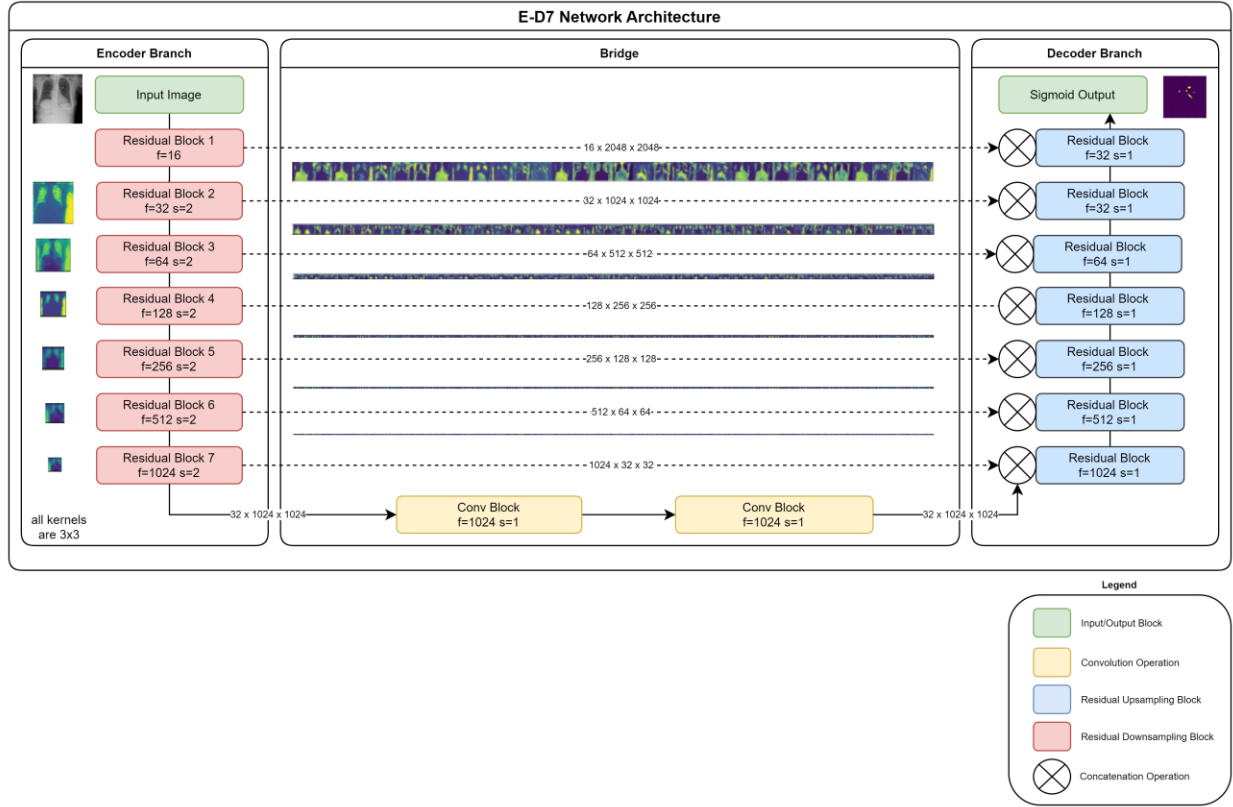 E-D7 Network Architecture
Encoder Branch
Bridge
Decoder Branch
Input Image
Sigmoid Output
Residual Block 1
f=16
16 x 2048 x 2048
Residual Block
f=32 s=1
Residual Block 2
f=32 s=2
32 x 1024 x 1024
Residual Block
f=32 s=1
Residual Block 3
f=64 s=2
64 x 512 x 512
Residual Block
f=64 s=1
Residual Block 4
f=128 s=2
128 x 256 x 256
Residual Block
f=128 s=1
Residual Block 5
f=256 s=2
256 x 128 x 128
Residual Block
f=256 s=1
Residual Block 6
f=512 s=2
512 x 64 x 64
Residual Block
f=512 s=1
Residual Block 7
f=1024 s=2
1024 x 32 x 32
Residual Block
f=1024 s=1
all kernels
are 3x3
32 x 1024 x 1024
Conv Block
f=1024 s=1
Conv Block
f=1024 s=1
32 x 1024 x 1024
Legend
Input/Output Block
Convolution Operation
Residual Upsampling Block
Residual Downsampling Block
Concatenation Operation